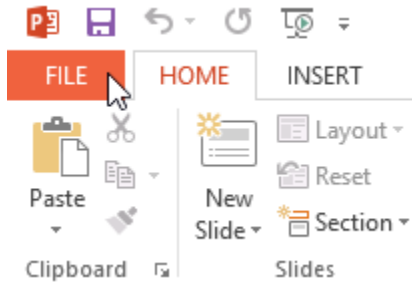 FILE HOME INSERT
Layout
Reset
Paste New
Slide Section
Clipboard Slides